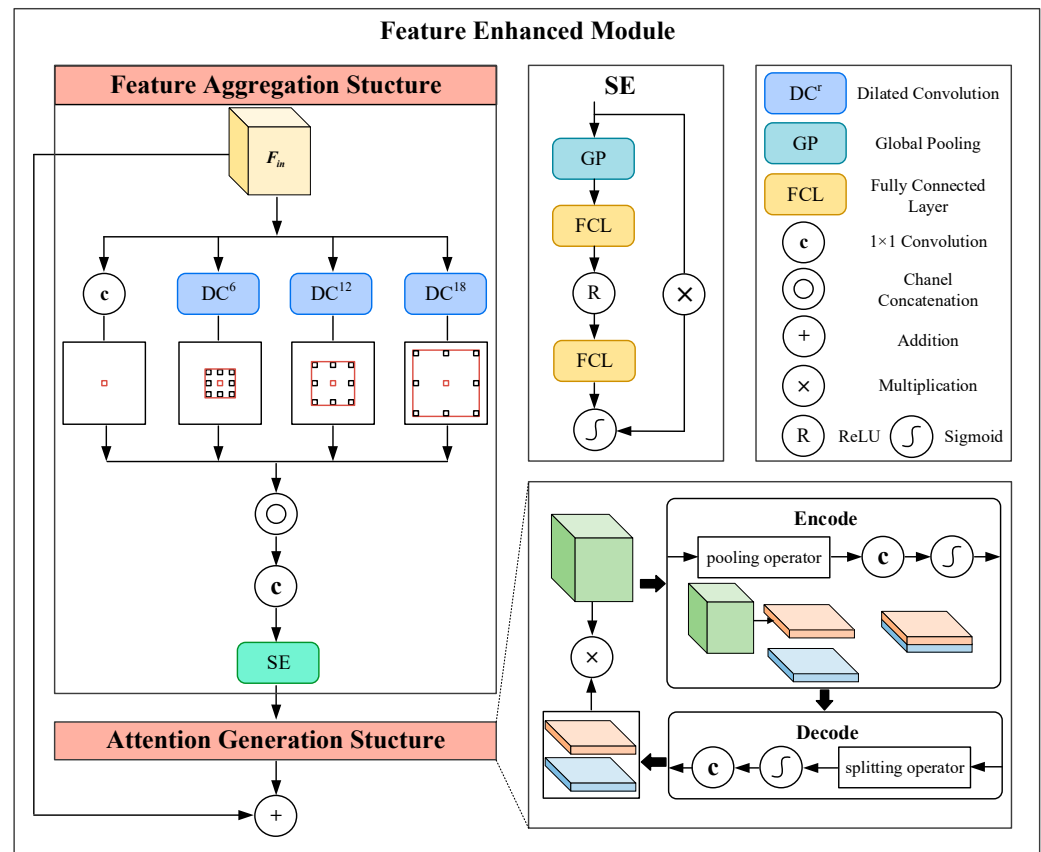 Feature Enhanced Module
Feature Aggregation Stucture
F_in
c
DC^6
DC^12
DC^18
c
SE
Attention Generation Stucture
+
SE
GP
FCL
R
FCL
×
DC^r Dilated Convolution
GP Global Pooling
FCL Fully Connected
Layer
c 1×1 Convolution
Chanel
Concatenation
+ Addition
× Multiplication
R ReLU Sigmoid
Encode
pooling operator c
×
Decode
c splitting operator